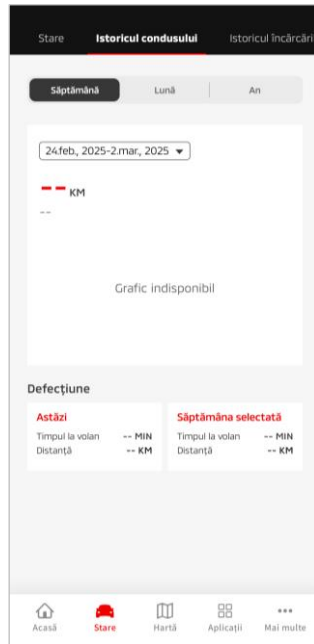 Stare Istoricul condusului Istoricul încărcări
Săptămână Lună An
24.feb., 2025-2.mar., 2025
-- KM
--
Grafic indisponibil
Defecțiune
Astăzi Săptămâna selectată
Timpul la volan -- MIN Timpul la volan -- MIN
Distanță -- KM Distanță -- KM
Acasă Stare Hartă Aplicații Mai multe